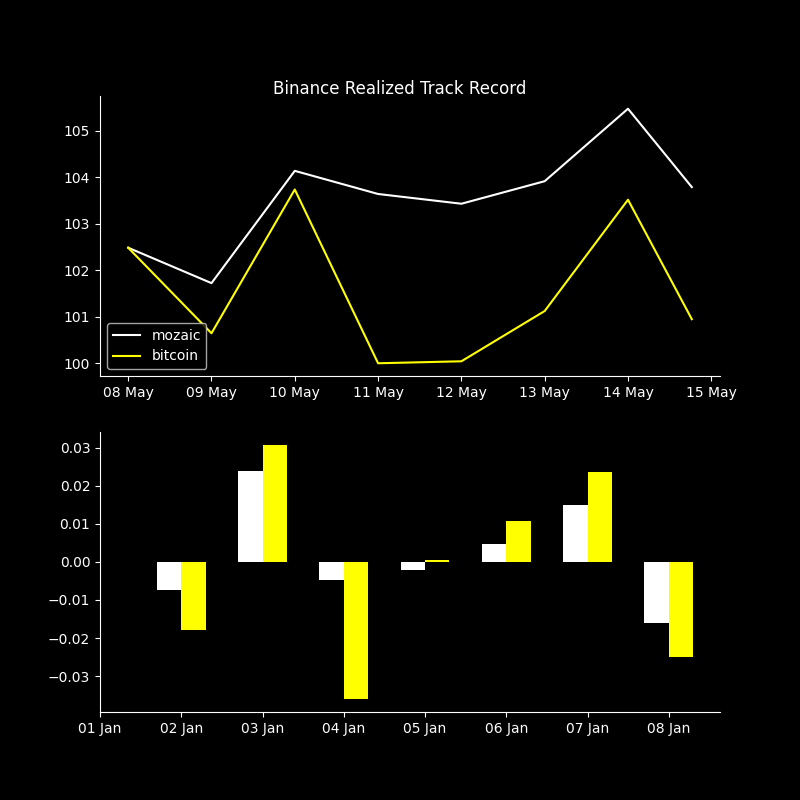 Binance Realized Track Record
105
104
103
102
101
100
mozaic
bitcoin
08 May 09 May 10 May 11 May 12 May 13 May 14 May 15 May
0.03
0.02
0.01
0.00
−0.01
−0.02
−0.03
01 Jan 02 Jan 03 Jan 04 Jan 05 Jan 06 Jan 07 Jan 08 Jan